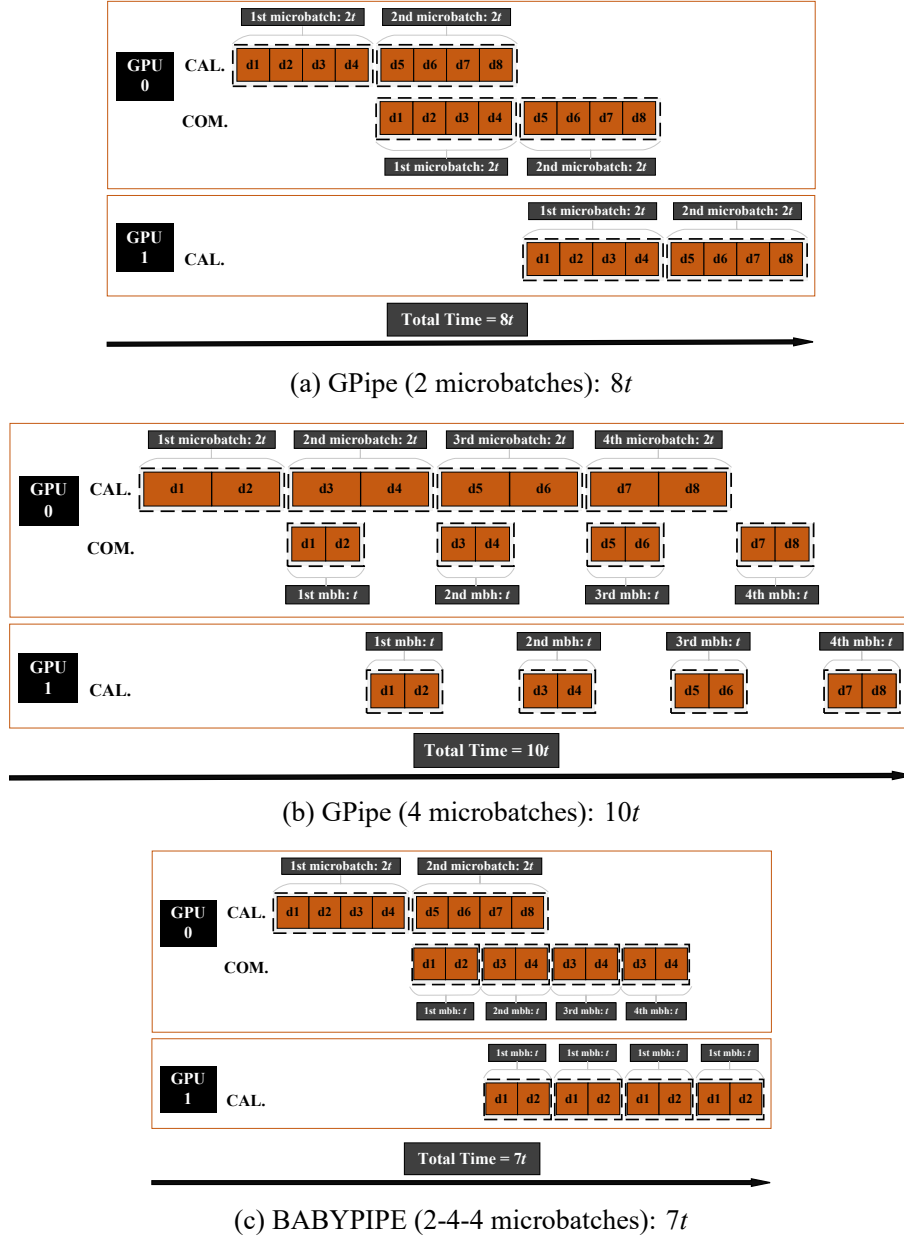 1st microbatch: 2t 2nd microbatch: 2t
GPU 0
CAL. d1 d2 d3 d4 d5 d6 d7 d8
COM. d1 d2 d3 d4 d5 d6 d7 d8
1st microbatch: 2t 2nd microbatch: 2t
1st microbatch: 2t 2nd microbatch: 2t
GPU 1
CAL. d1 d2 d3 d4 d5 d6 d7 d8
Total Time = 8t
(a) GPipe (2 microbatches): 8t
1st microbatch: 2t 2nd microbatch: 2t 3rd microbatch: 2t 4th microbatch: 2t
GPU 0
CAL. d1 d2 d3 d4 d5 d6 d7 d8
COM. d1 d2 d3 d4 d5 d6 d7 d8
1st mbh: t 2nd mbh: t 3rd mbh: t 4th mbh: t
1st mbh: t 2nd mbh: t 3rd mbh: t 4th mbh: t
GPU 1
CAL. d1 d2 d3 d4 d5 d6 d7 d8
Total Time = 10t
(b) GPipe (4 microbatches): 10t
1st microbatch: 2t 2nd microbatch: 2t
GPU 0
CAL. d1 d2 d3 d4 d5 d6 d7 d8
COM. d1 d2 d3 d4 d3 d4 d3 d4
1st mbh: t 2nd mbh: t 3rd mbh: t 4th mbh: t
1st mbh: t 1st mbh: t 1st mbh: t 1st mbh: t
GPU 1
CAL. d1 d2 d1 d2 d1 d2 d1 d2
Total Time = 7t
(c) BABYPIPE (2-4-4 microbatches): 7t